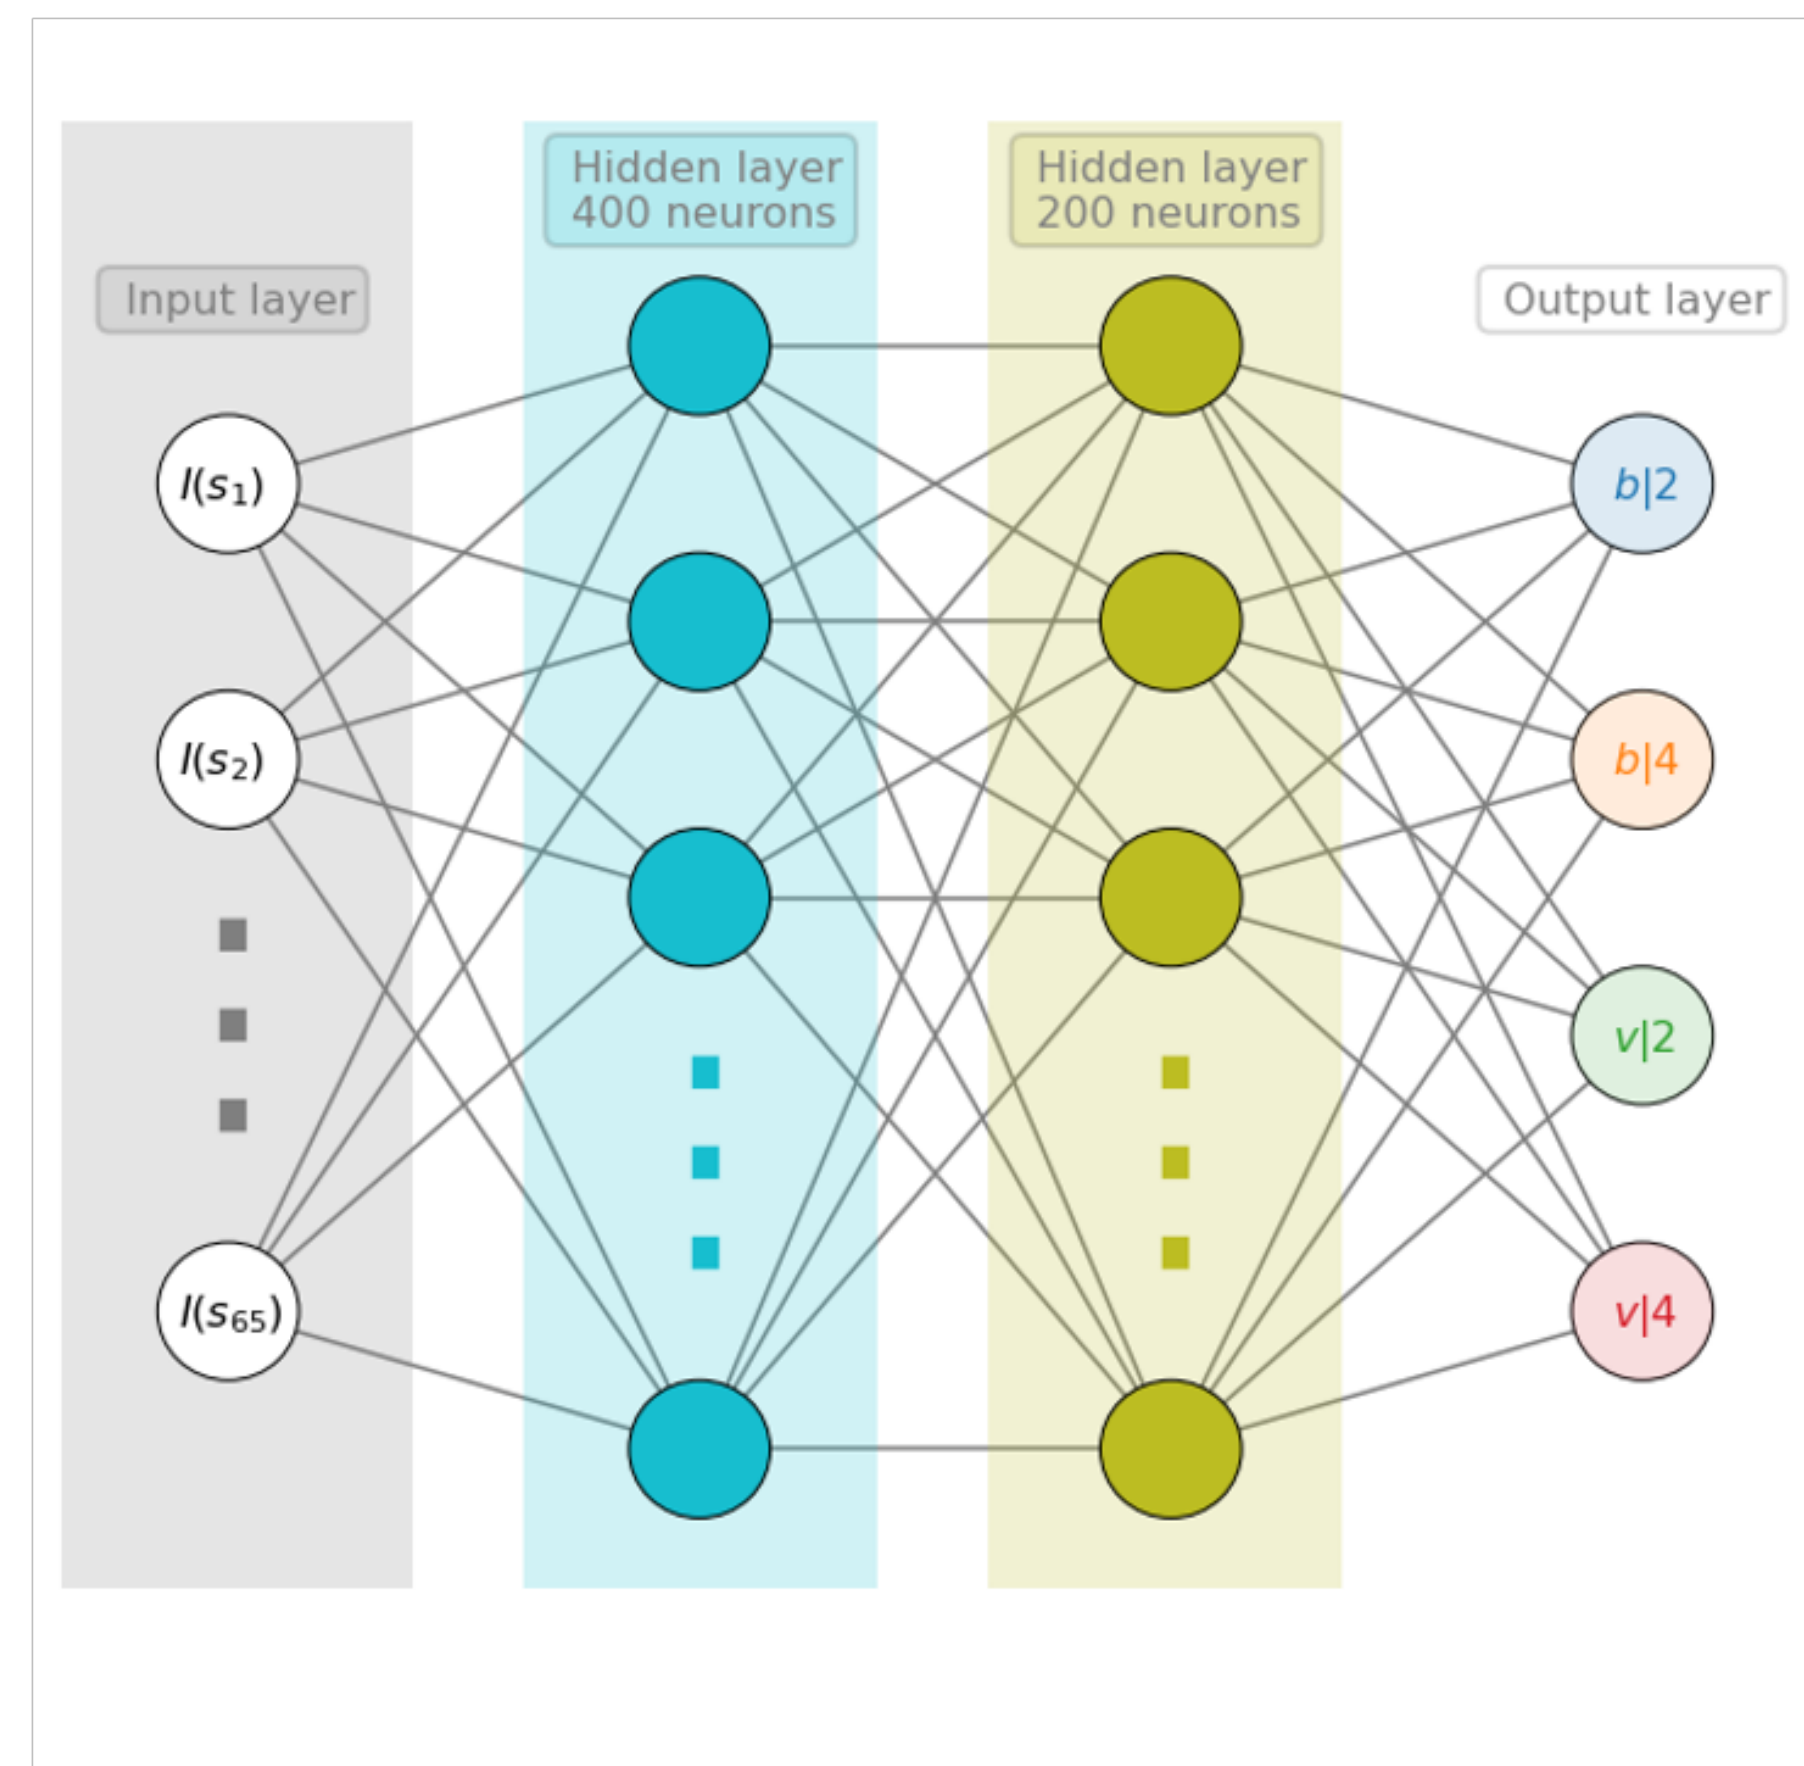 Hidden layer
400 neurons
Hidden layer
200 neurons
Input layer
Output layer
I(s₁)
b|2
I(s₂)
b|4
v|2
I(s₆₅)
v|4